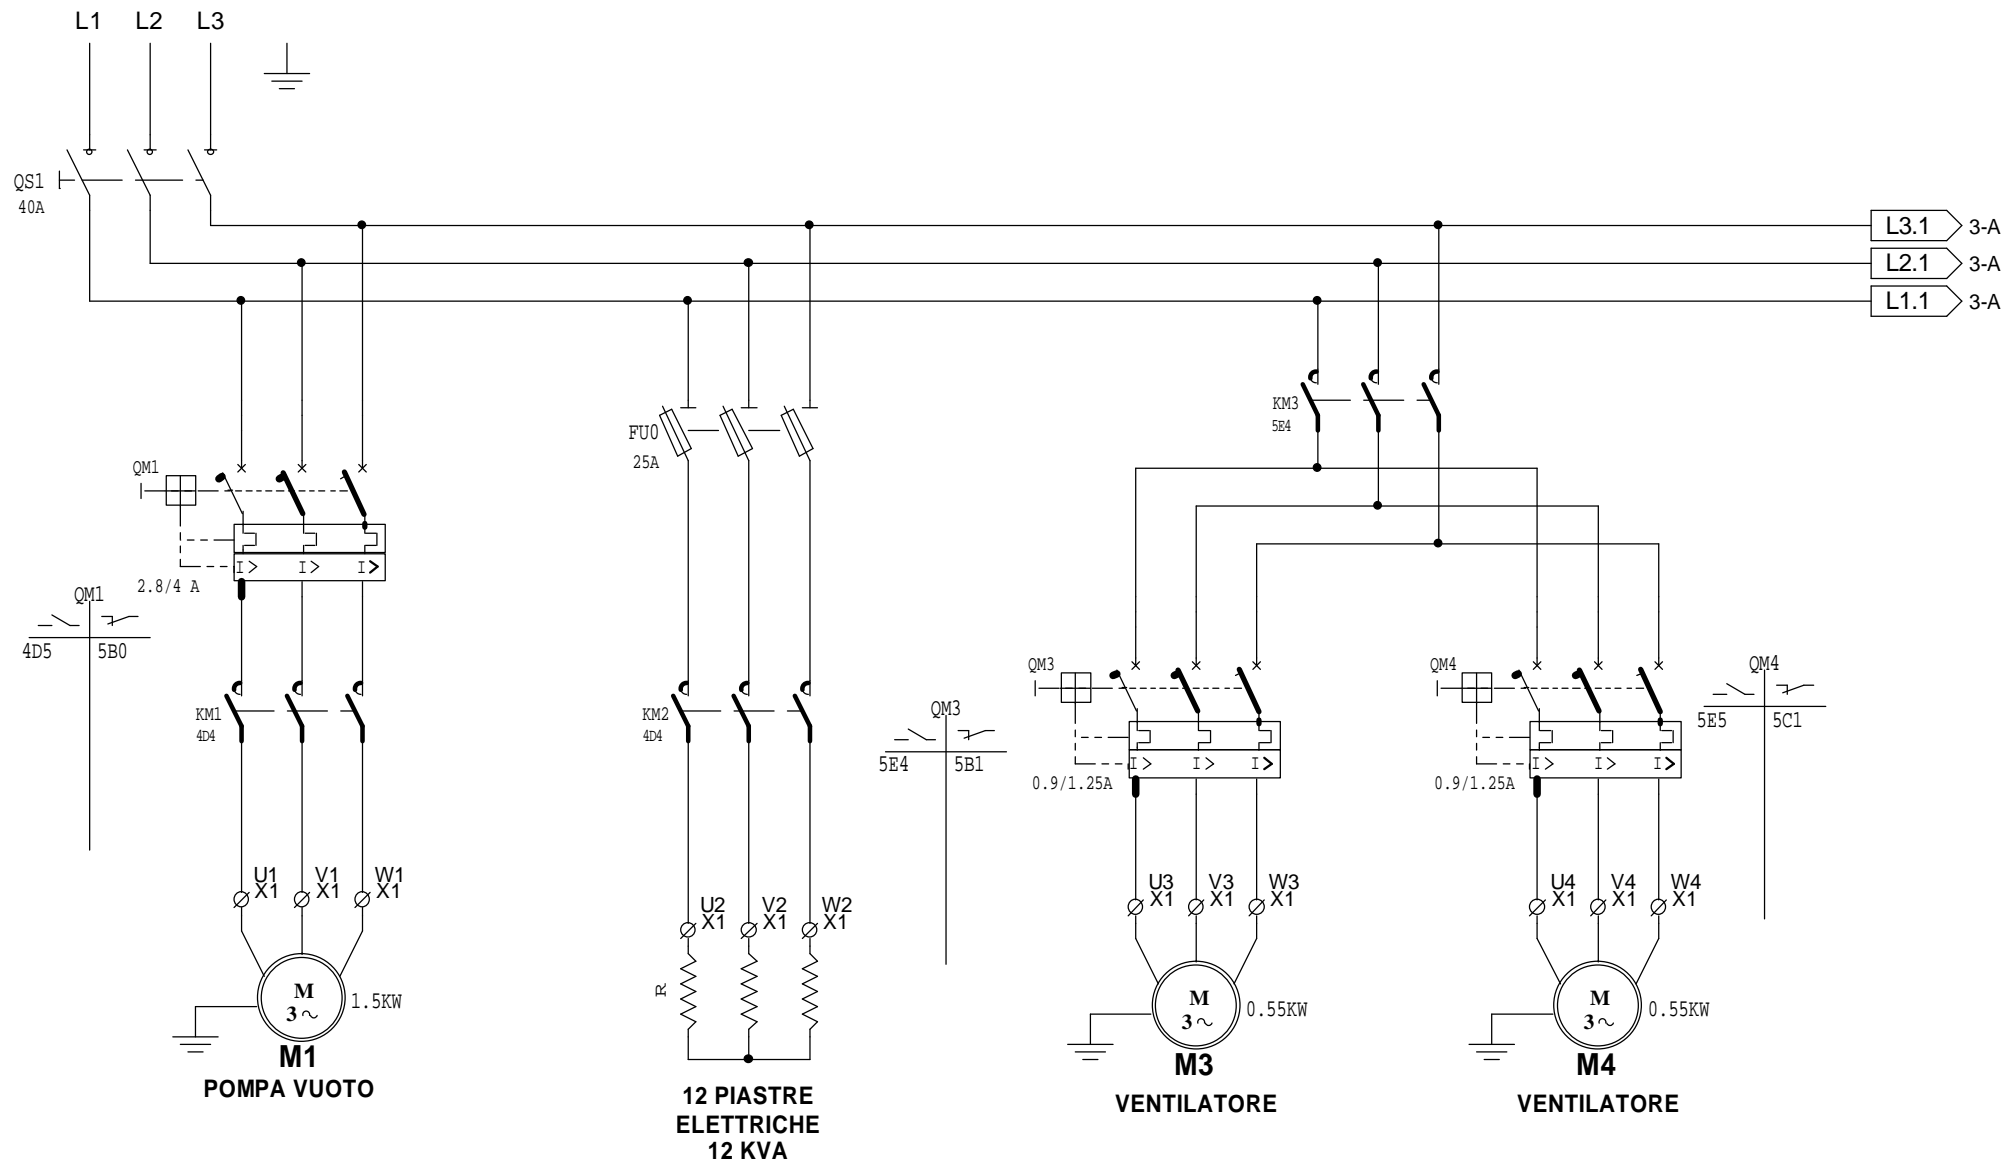 L1 L2 L3
QS1
40A
L3.1 3-A
L2.1 3-A
L1.1 3-A
KM3
5E4
FU0
25A
QM1
I> I> I>
2.8/4 A
QM1
4D5 5B0
KM1
4D4
KM2
4D4
QM3
5E4 5B1
QM3
I> I> I>
0.9/1.25A
QM4
I> I> I>
0.9/1.25A
QM4
5E5 5C1
U1 V1 W1
X1 X1 X1
U2 V2 W2
X1 X1 X1
U3 V3 W3
X1 X1 X1
U4 V4 W4
X1 X1 X1
M
3~
1.5KW
M1
POMPA VUOTO
R
12 PIASTRE
ELETTRICHE
12 KVA
M
3~
0.55KW
M3
VENTILATORE
M
3~
0.55KW
M4
VENTILATORE